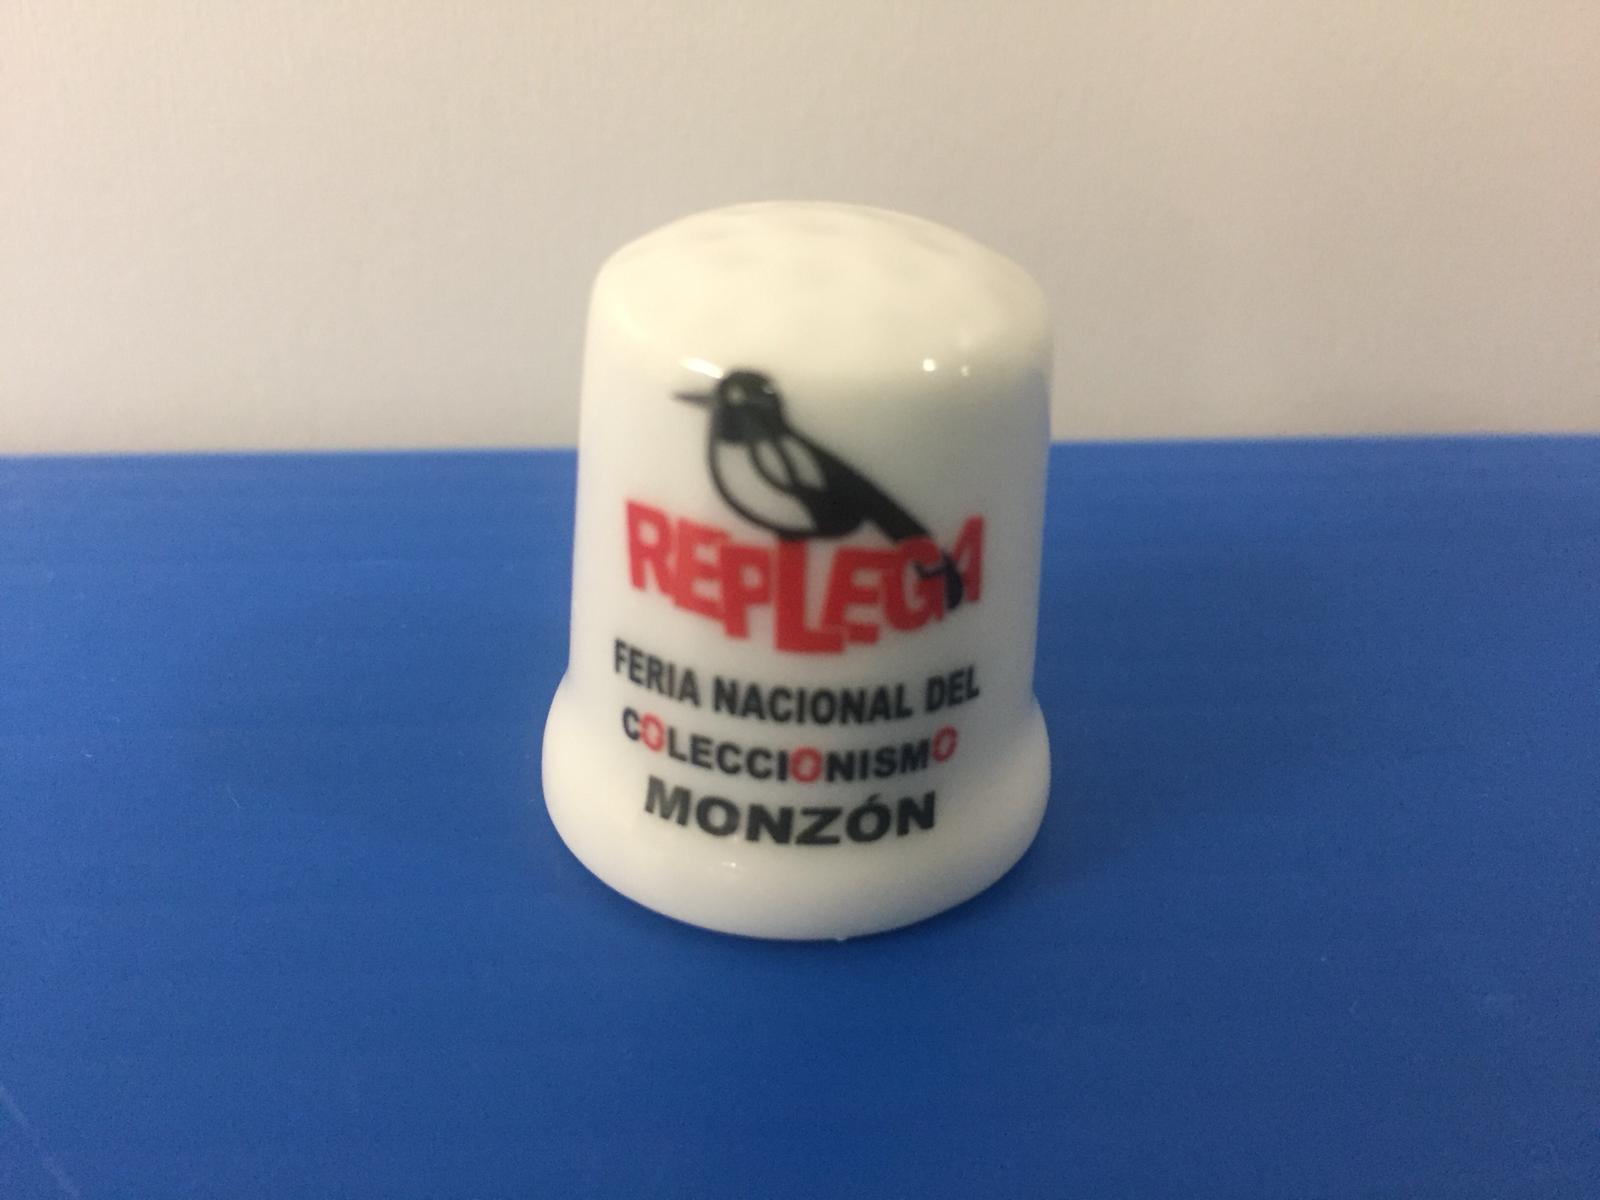 REPLEGA
FERIA NACIONAL DEL
COLECCIONISMO
MONZÓN